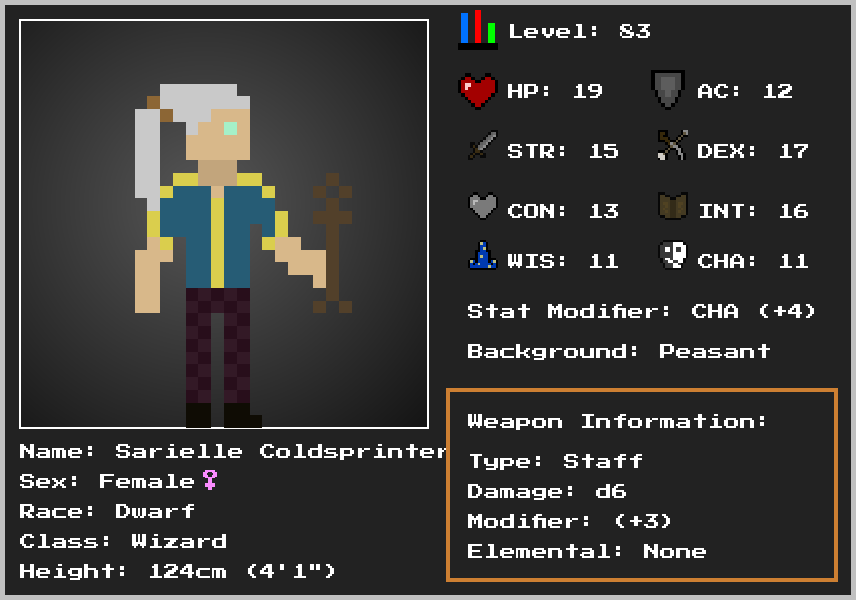 Level: 83
HP: 19
AC: 12
STR: 15
DEX: 17
CON: 13
INT: 16
WIS: 11
CHA: 11
Stat Modifier: CHA (+4)
Background: Peasant
Weapon Information:
Type: Staff
Damage: d6
Modifier: (+3)
Elemental: None
Name: Sarielle Coldsprinter
Sex: Female♀
Race: Dwarf
Class: Wizard
Height: 124cm (4'1")